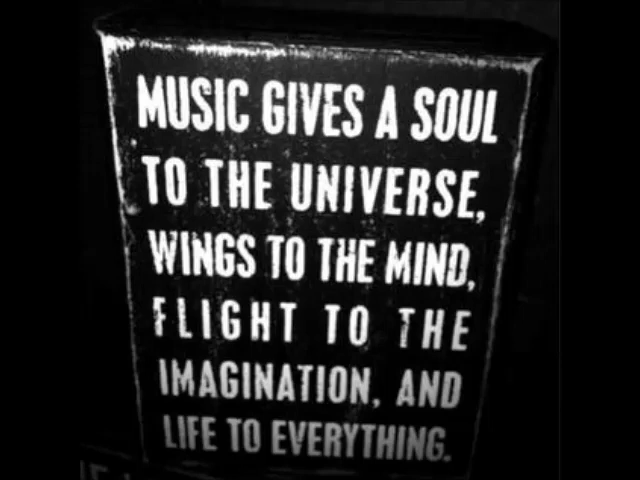 MUSIC GIVES A SOUL
TO THE UNIVERSE,
WINGS TO THE MIND,
FLIGHT TO THE
IMAGINATION, AND
LIFE TO EVERYTHING.